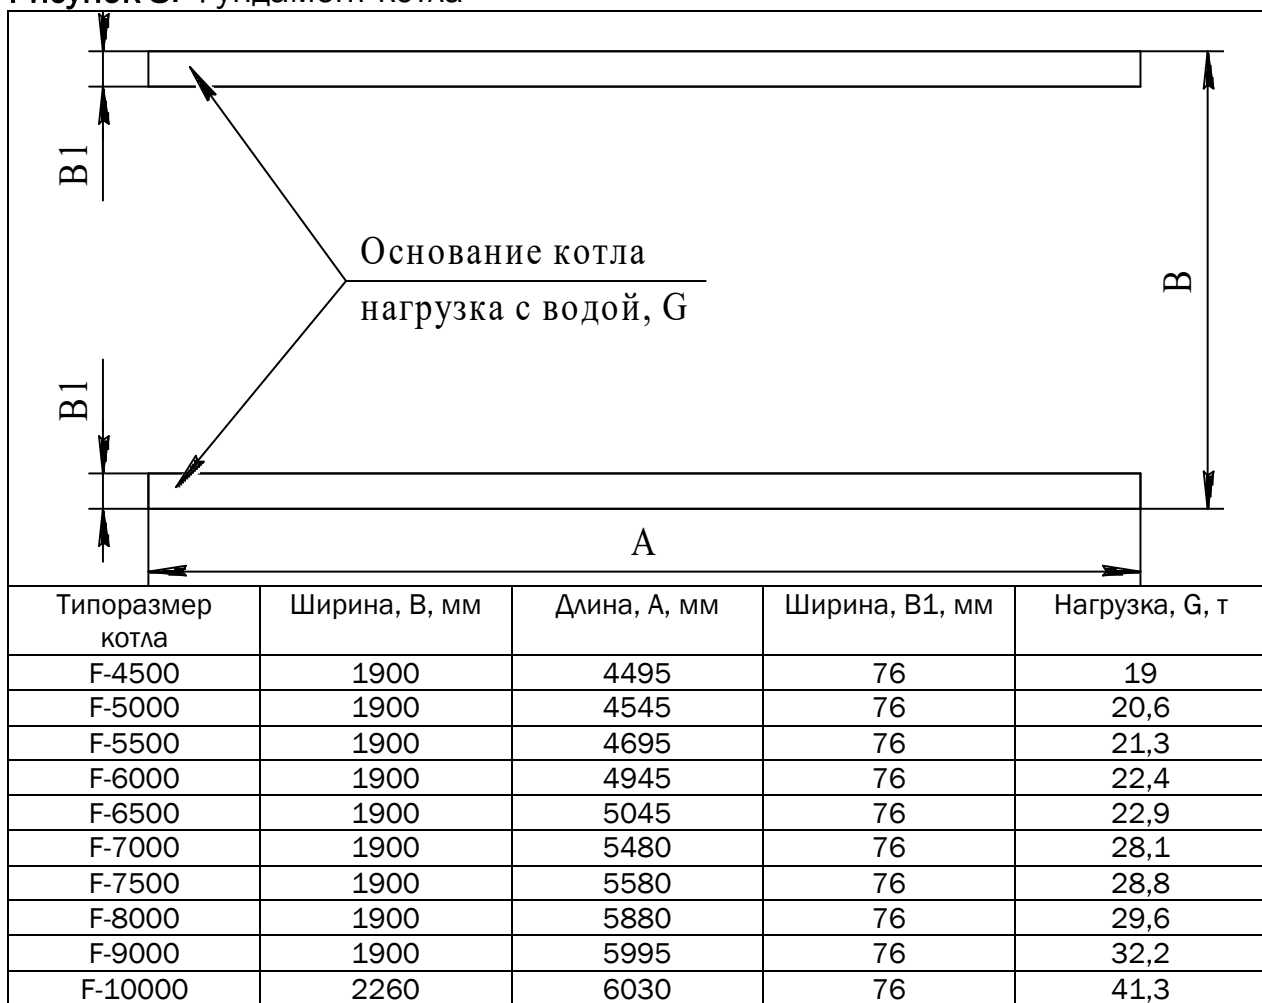 Фундамент котла
B1
Основание котла
нагрузка с водой, G
B
B1
A
Типоразмер котла Ширина, B, мм Длина, A, мм Ширина, B1, мм Нагрузка, G, т
F-4500 1900 4495 76 19
F-5000 1900 4545 76 20,6
F-5500 1900 4695 76 21,3
F-6000 1900 4945 76 22,4
F-6500 1900 5045 76 22,9
F-7000 1900 5480 76 28,1
F-7500 1900 5580 76 28,8
F-8000 1900 5880 76 29,6
F-9000 1900 5995 76 32,2
F-10000 2260 6030 76 41,3